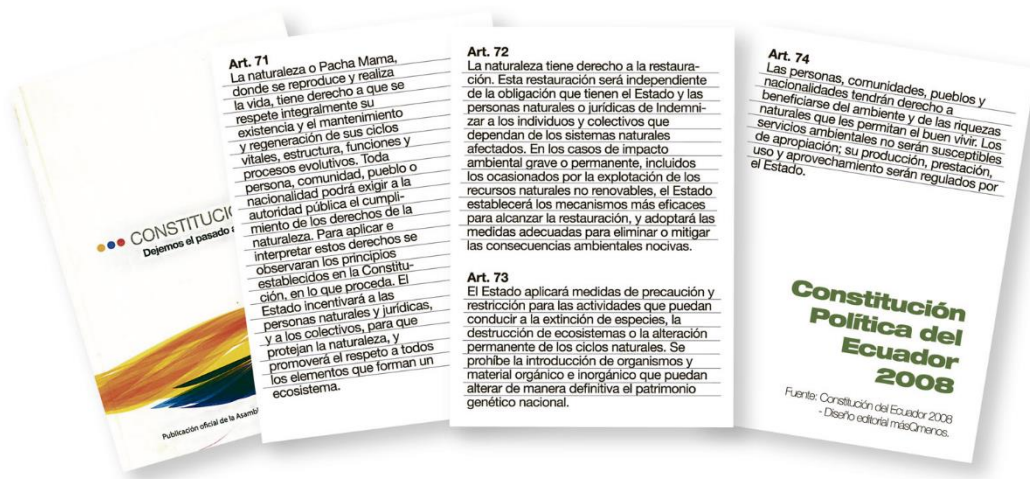 ••• CONSTITUCIO
Dejemos el pasado a
Publicación oficial de la Asambl
Art. 71
La naturaleza o Pacha Mama,
donde se reproduce y realiza
la vida, tiene derecho a que se
respete integralmente su
existencia y el mantenimiento
y regeneración de sus ciclos
vitales, estructura, funciones y
procesos evolutivos. Toda
persona, comunidad, pueblo o
nacionalidad podrá exigir a la
autoridad pública el cumpli-
miento de los derechos de la
naturaleza. Para aplicar e
interpretar estos derechos se
observaran los principios
establecidos en la Constitu-
ción, en lo que proceda. El
Estado incentivará a las
personas naturales y jurídicas,
y a los colectivos, para que
protejan la naturaleza, y
promoverá el respeto a todos
los elementos que forman un
ecosistema.
Art. 72
La naturaleza tiene derecho a la restaura-
ción. Esta restauración será independiente
de la obligación que tienen el Estado y las
personas naturales o jurídicas de Indemni-
zar a los individuos y colectivos que
dependan de los sistemas naturales
afectados. En los casos de impacto
ambiental grave o permanente, incluidos
los ocasionados por la explotación de los
recursos naturales no renovables, el Estado
establecerá los mecanismos más eficaces
para alcanzar la restauración, y adoptará las
medidas adecuadas para eliminar o mitigar
las consecuencias ambientales nocivas.
Art. 73
El Estado aplicará medidas de precaución y
restricción para las actividades que puedan
conducir a la extinción de especies, la
destrucción de ecosistemas o la alteración
permanente de los ciclos naturales. Se
prohíbe la introducción de organismos y
material orgánico e inorgánico que puedan
alterar de manera definitiva el patrimonio
genético nacional.
Art. 74
Las personas, comunidades, pueblos y
nacionalidades tendrán derecho a
beneficiarse del ambiente y de las riquezas
naturales que les permitan el buen vivir. Los
servicios ambientales no serán susceptibles
de apropiación; su producción, prestación,
uso y aprovechamiento serán regulados por
el Estado.
Constitución
Política del
Ecuador
2008
Fuente: Constitución del Ecuador 2008
- Diseño editorial másQmenos.